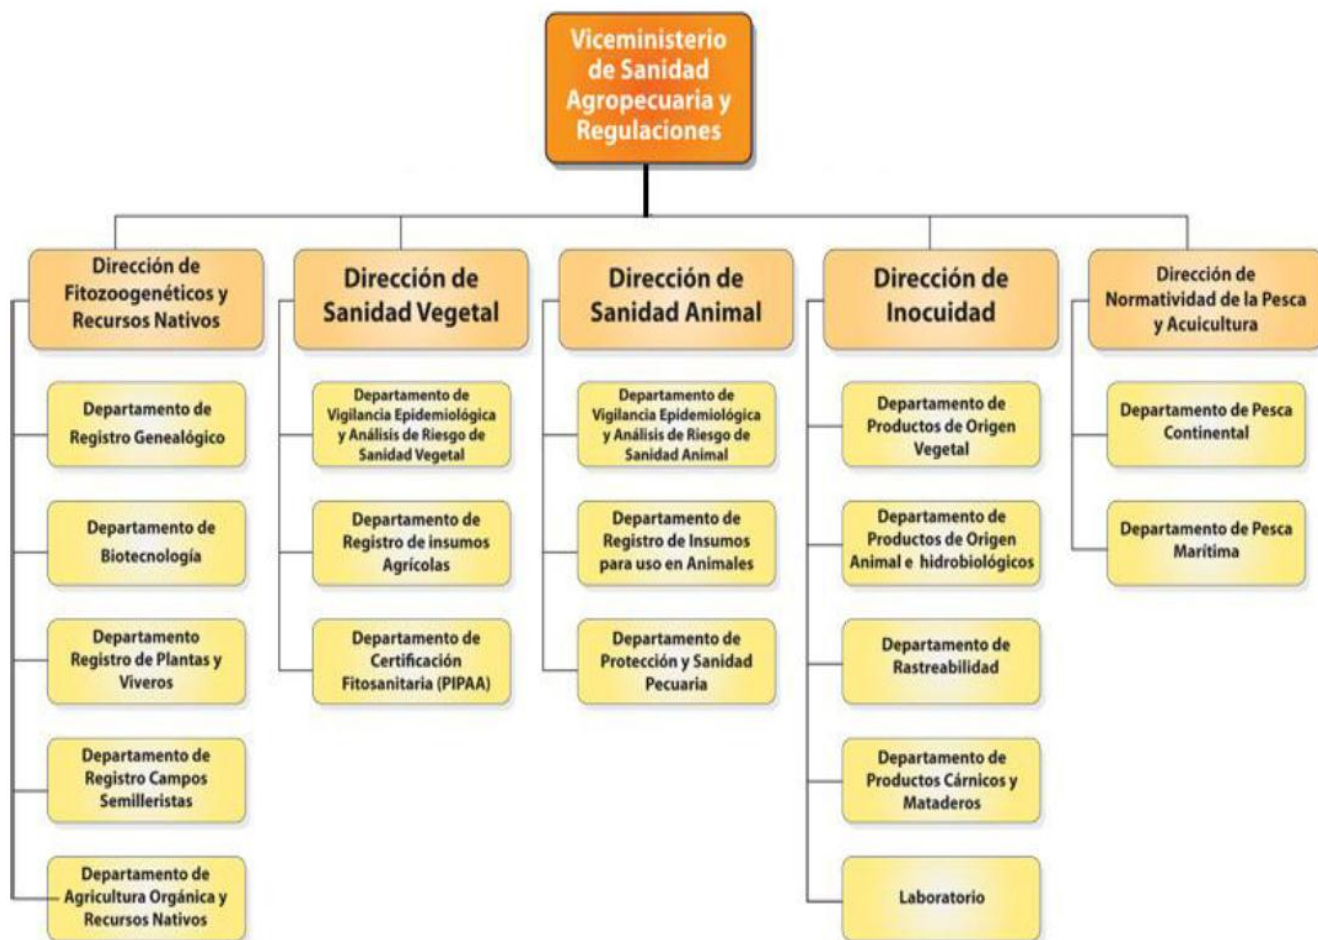 Viceministerio
de Sanidad
Agropecuaria y
Regulaciones
Dirección de
Fitozoogenéticos y
Recursos Nativos
Departamento de
Registro Genealógico
Departamento de
Biotecnología
Departamento
Registro de Plantas y
Viveros
Departamento de
Registro Campos
Semilleristas
Departamento de
Agricultura Orgánica y
Recursos Nativos
Dirección de
Sanidad Vegetal
Departamento de
Vigilancia Epidemiológica
y Análisis de Riesgo de
Sanidad Vegetal
Departamento de
Registro de insumos
Agrícolas
Departamento de
Certificación
Fitosanitaria (PIPAA)
Dirección de
Sanidad Animal
Departamento de
Vigilancia Epidemiológica
y Análisis de Riesgo de
Sanidad Animal
Departamento de
Registro de Insumos
para uso en Animales
Departamento de
Protección y Sanidad
Pecuaria
Dirección de
Inocuidad
Departamento de
Productos de Origen
Vegetal
Departamento de
Productos de Origen
Animal e hidrobiológicos
Departamento de
Rastreabilidad
Departamento de
Productos Cárnicos y
Mataderos
Laboratorio
Dirección de
Normatividad de la Pesca
y Acuicultura
Departamento de Pesca
Continental
Departamento de Pesca
Marítima